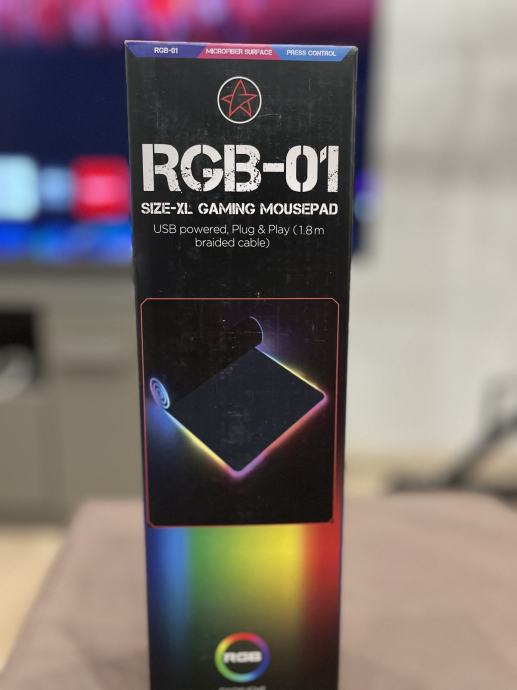 RGB-01 MICROFIBER SURFACE PRESS CONTROL
RGB-01
SIZE-XL GAMING MOUSEPAD
USB powered, Plug & Play (1.8m
braided cable)
RGB